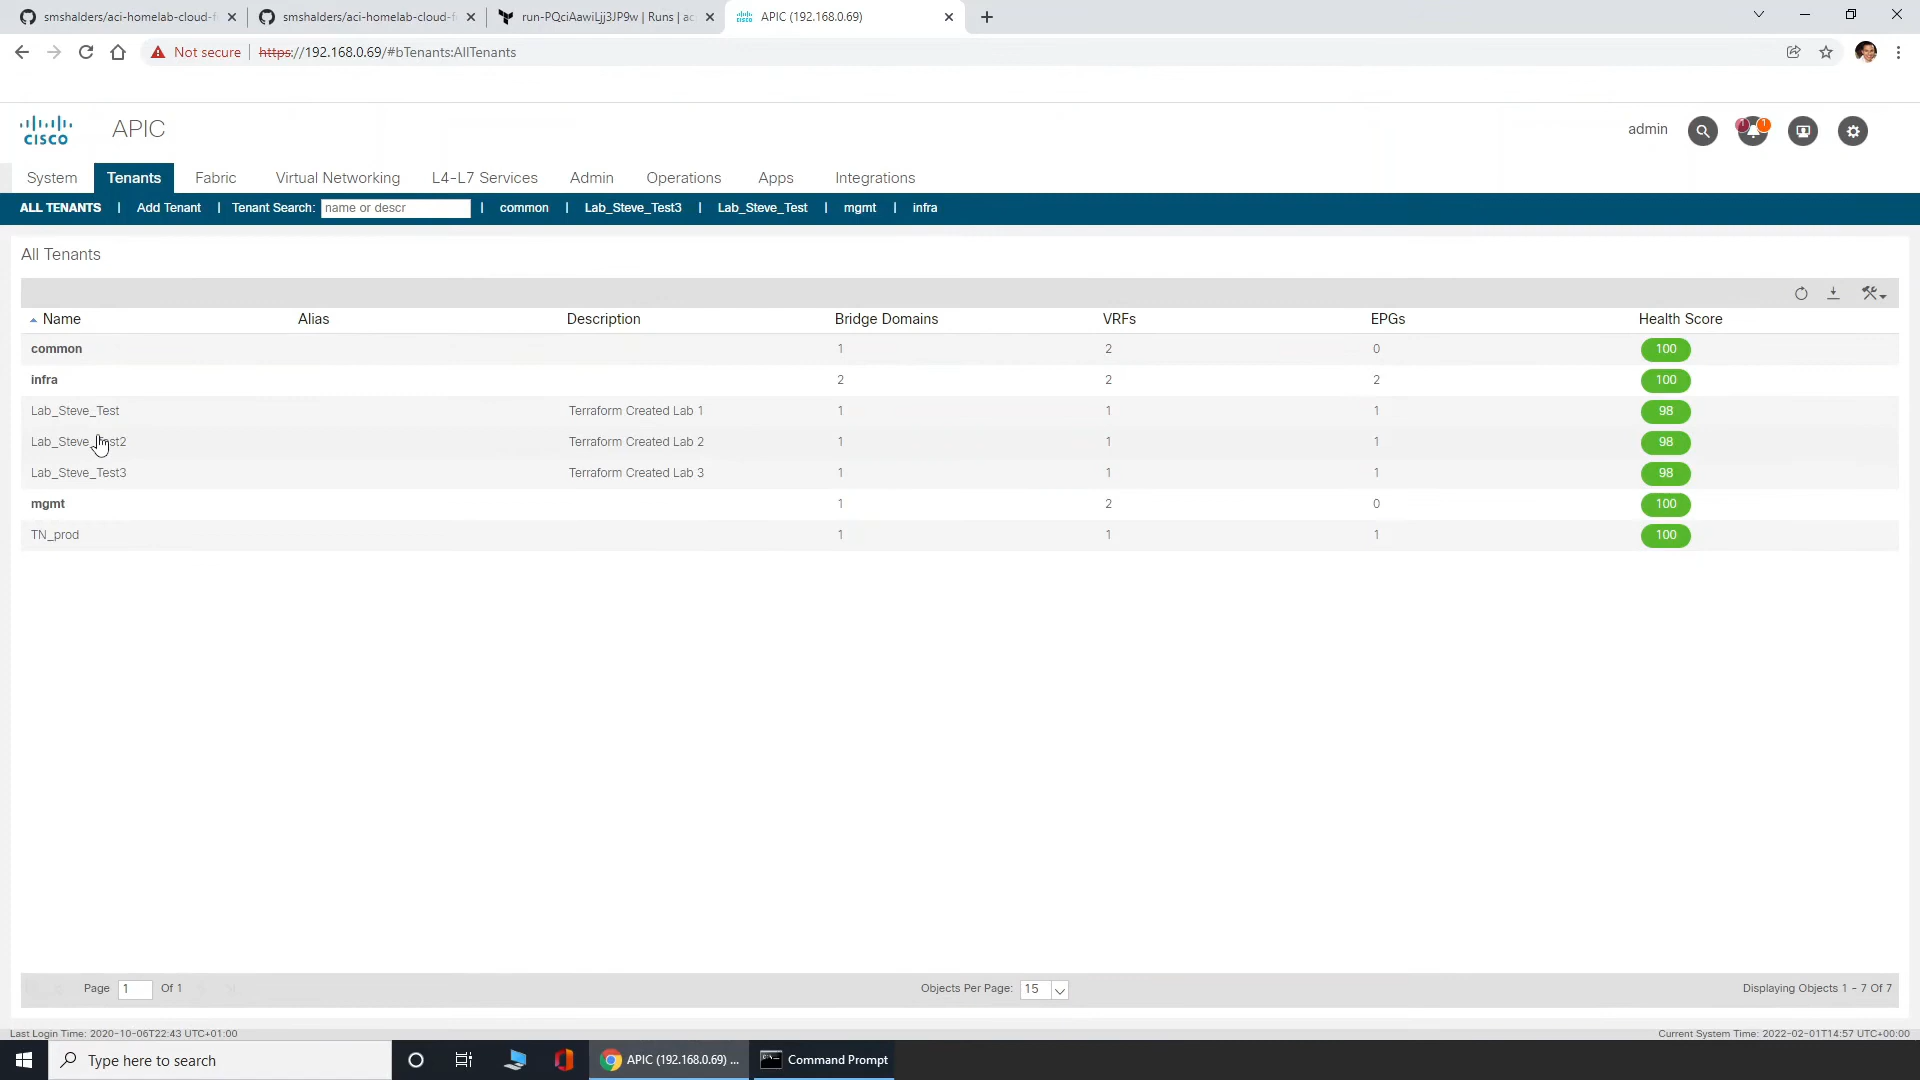 smshalders/aci-homelab-cloud-f
smshalders/aci-homelab-cloud-f
run-PQciAawiLjj3JP9w | Runs | ac
APIC (192.168.0.69)
Not secure
https://192.168.0.69/#bTenants:AllTenants
CISCO
APIC
admin
1
1
System
Tenants
Fabric
Virtual Networking
L4-L7 Services
Admin
Operations
Apps
Integrations
ALL TENANTS | Add Tenant | Tenant Search: name or descr | common | Lab_Steve_Test3 | Lab_Steve_Test | mgmt | infra
All Tenants
Name Alias Description Bridge Domains VRFs EPGs Health Score
common 1 2 0 100
infra 2 2 2 100
Lab_Steve_Test Terraform Created Lab 1 1 1 1 98
Lab_Steve_Test2 Terraform Created Lab 2 1 1 1 98
Lab_Steve_Test3 Terraform Created Lab 3 1 1 1 98
mgmt 1 2 0 100
TN_prod 1 1 1 100
Page 1 Of 1
Objects Per Page: 15
Displaying Objects 1 - 7 Of 7
Last Login Time: 2020-10-06T22:43 UTC+01:00
Current System Time: 2022-02-01T14:57 UTC+00:00
Type here to search
APIC (192.168.0.69) ...
Command Prompt